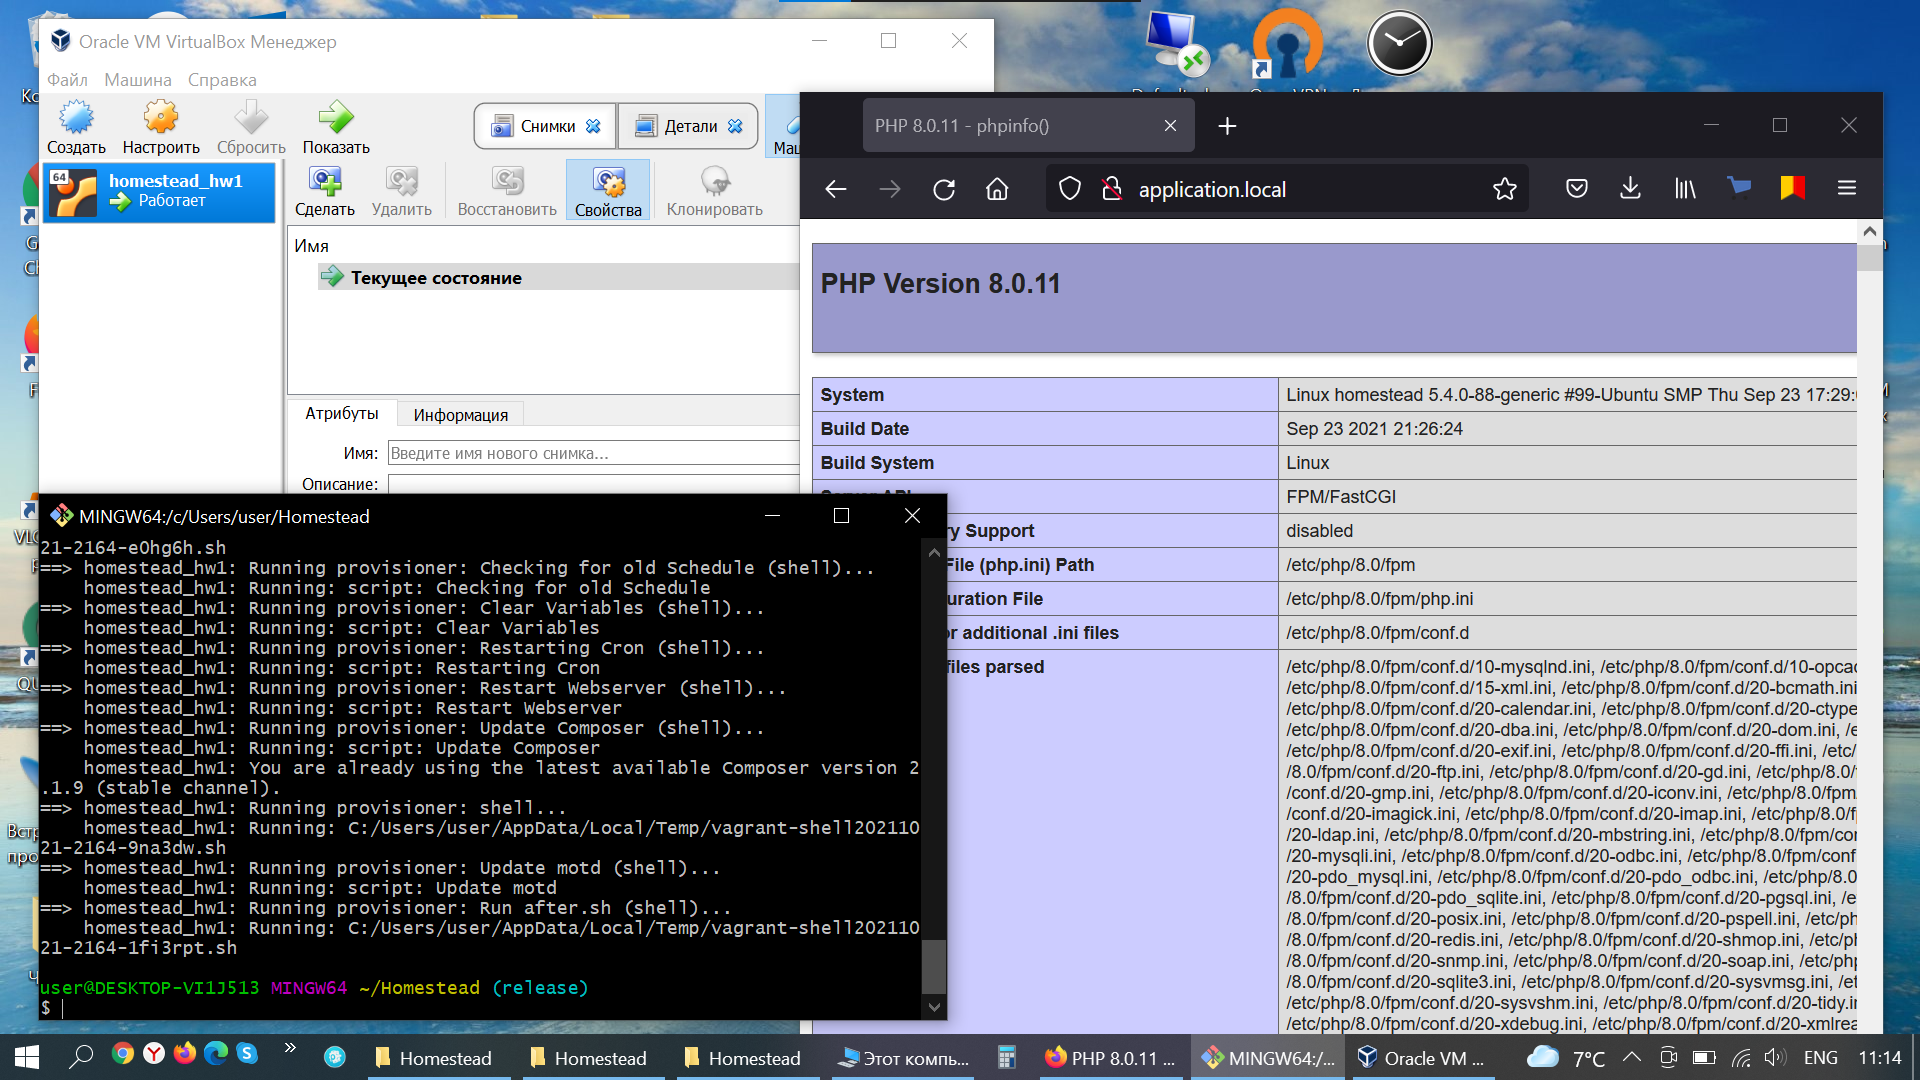 Oracle VM VirtualBox Менеджер
Файл Машина Справка
Создать Настроить Сбросить Показать
Снимки Детали
64 homestead_hw1
Работает
Сделать Удалить Восстановить Свойства Клонировать
Имя
Текущее состояние
Атрибуты Информация
Имя: Введите имя нового снимка...
Описание:
PHP 8.0.11 - phpinfo()
application.local
PHP Version 8.0.11
System Linux homestead 5.4.0-88-generic #99-Ubuntu SMP Thu Sep 23 17:29:
Build Date Sep 23 2021 21:26:24
Build System Linux
FPM/FastCGI
Support disabled
File (php.ini) Path /etc/php/8.0/fpm
File /etc/php/8.0/fpm/php.ini
additional .ini files /etc/php/8.0/fpm/conf.d
files parsed /etc/php/8.0/fpm/conf.d/10-mysqlnd.ini, /etc/php/8.0/fpm/conf.d/10-opcac
/etc/php/8.0/fpm/conf.d/15-xml.ini, /etc/php/8.0/fpm/conf.d/20-bcmath.ini
/etc/php/8.0/fpm/conf.d/20-calendar.ini, /etc/php/8.0/fpm/conf.d/20-ctype
/etc/php/8.0/fpm/conf.d/20-dba.ini, /etc/php/8.0/fpm/conf.d/20-dom.ini, /e
/etc/php/8.0/fpm/conf.d/20-exif.ini, /etc/php/8.0/fpm/conf.d/20-ffi.ini, /etc/
/8.0/fpm/conf.d/20-ftp.ini, /etc/php/8.0/fpm/conf.d/20-gd.ini, /etc/php/8.0/
/conf.d/20-gmp.ini, /etc/php/8.0/fpm/conf.d/20-iconv.ini, /etc/php/8.0/fpm
/conf.d/20-imagick.ini, /etc/php/8.0/fpm/conf.d/20-imap.ini, /etc/php/8.0/
/20-ldap.ini, /etc/php/8.0/fpm/conf.d/20-mbstring.ini, /etc/php/8.0/fpm/con
/20-mysqli.ini, /etc/php/8.0/fpm/conf.d/20-odbc.ini, /etc/php/8.0/fpm/conf
/20-pdo_mysql.ini, /etc/php/8.0/fpm/conf.d/20-pdo_odbc.ini, /etc/php/8.0
/8.0/fpm/conf.d/20-pdo_sqlite.ini, /etc/php/8.0/fpm/conf.d/20-pgsql.ini, /e
/8.0/fpm/conf.d/20-posix.ini, /etc/php/8.0/fpm/conf.d/20-pspell.ini, /etc/ph
/8.0/fpm/conf.d/20-redis.ini, /etc/php/8.0/fpm/conf.d/20-shmop.ini, /etc/p
/8.0/fpm/conf.d/20-snmp.ini, /etc/php/8.0/fpm/conf.d/20-soap.ini, /etc/ph
/8.0/fpm/conf.d/20-sqlite3.ini, /etc/php/8.0/fpm/conf.d/20-sysvmsg.ini, /e
/etc/php/8.0/fpm/conf.d/20-sysvshm.ini, /etc/php/8.0/fpm/conf.d/20-tidy.i
/etc/php/8.0/fpm/conf.d/20-xdebug.ini, /etc/php/8.0/fpm/conf.d/20-xmlrea
MINGW64:/c/Users/user/Homestead
21-2164-e0hg6h.sh
==> homestead_hw1: Running provisioner: Checking for old Schedule (shell)...
homestead_hw1: Running: script: Checking for old Schedule
==> homestead_hw1: Running provisioner: Clear Variables (shell)...
homestead_hw1: Running: script: Clear Variables
==> homestead_hw1: Running provisioner: Restarting Cron (shell)...
homestead_hw1: Running: script: Restarting Cron
==> homestead_hw1: Running provisioner: Restart Webserver (shell)...
homestead_hw1: Running: script: Restart Webserver
==> homestead_hw1: Running provisioner: Update Composer (shell)...
homestead_hw1: Running: script: Update Composer
homestead_hw1: You are already using the latest available Composer version 2
.1.9 (stable channel).
==> homestead_hw1: Running provisioner: shell...
homestead_hw1: Running: C:/Users/user/AppData/Local/Temp/vagrant-shell202110
21-2164-9na3dw.sh
==> homestead_hw1: Running provisioner: Update motd (shell)...
homestead_hw1: Running: script: Update motd
==> homestead_hw1: Running provisioner: Run after.sh (shell)...
homestead_hw1: Running: C:/Users/user/AppData/Local/Temp/vagrant-shell202110
21-2164-1fi3rpt.sh
user@DESKTOP-VI1J513 MINGW64 ~/Homestead (release)
$
Homestead Homestead Homestead Этот компь... PHP 8.0.11 ... MINGW64:/... Oracle VM ... 7°C ENG 11:14